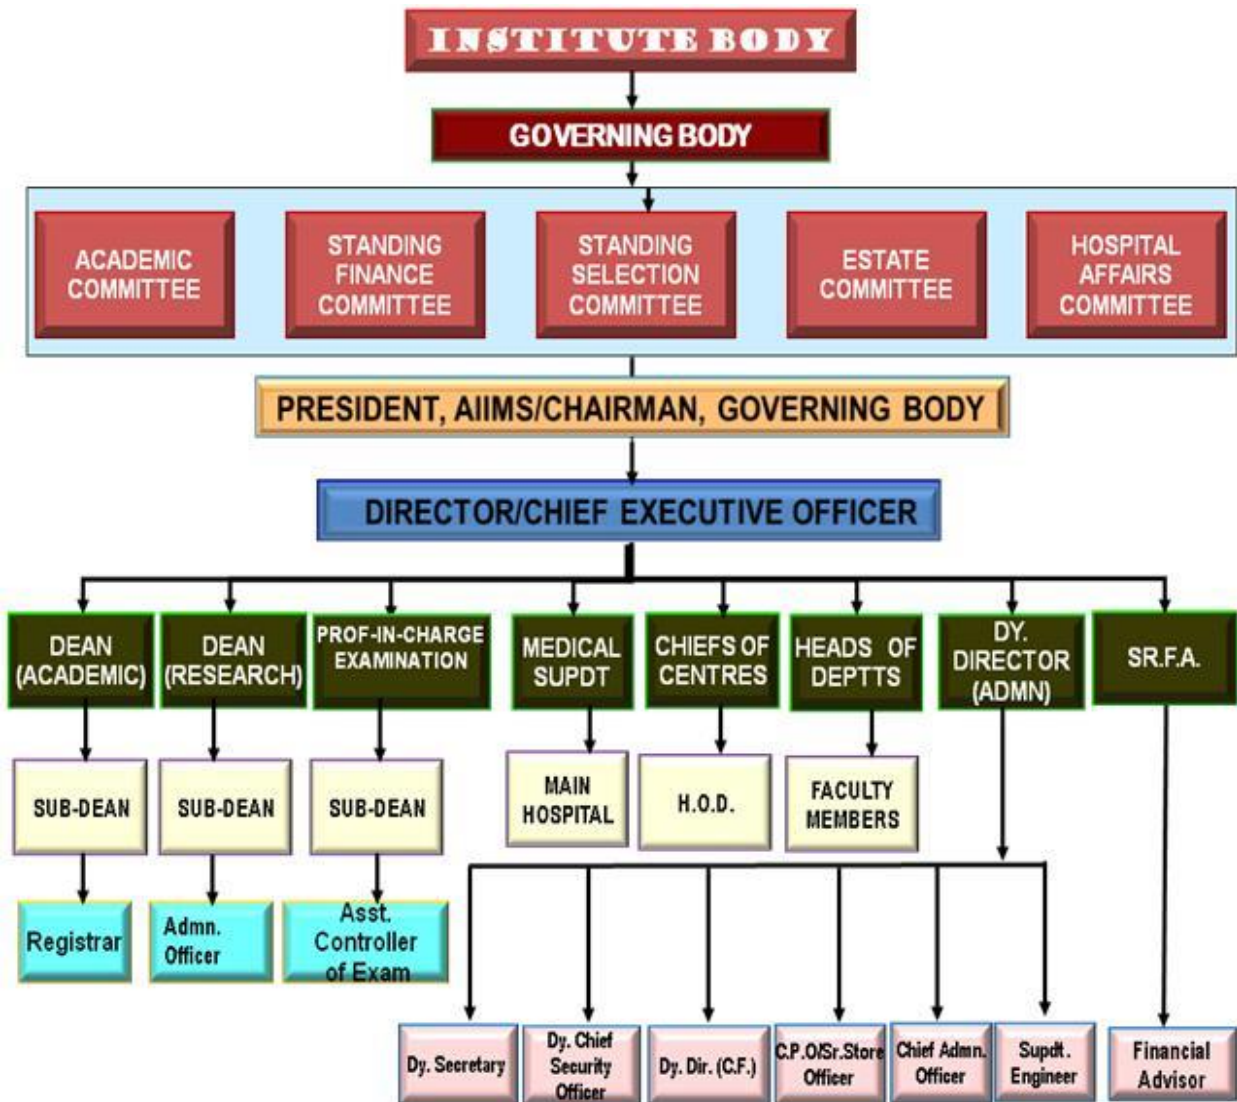 INSTITUTE BODY
GOVERNING BODY
ACADEMIC
COMMITTEE
STANDING
FINANCE
COMMITTEE
STANDING
SELECTION
COMMITTEE
ESTATE
COMMITTEE
HOSPITAL
AFFAIRS
COMMITTEE
PRESIDENT, AIIMS/CHAIRMAN, GOVERNING BODY
DIRECTOR/CHIEF EXECUTIVE OFFICER
DEAN
(ACADEMIC)
DEAN
(RESEARCH)
PROF-IN-CHARGE
EXAMINATION
MEDICAL
SUPDT
CHIEFS OF
CENTRES
HEADS OF
DEPTTS
DY.
DIRECTOR
(ADMN)
SR.F.A.
SUB-DEAN
SUB-DEAN
SUB-DEAN
MAIN
HOSPITAL
H.O.D.
FACULTY
MEMBERS
Registrar
Admn.
Officer
Asst.
Controller
of Exam
Dy. Secretary
Dy. Chief
Security
Officer
Dy. Dir. (C.F.)
C.P.O/Sr.Store
Officer
Chief Admn.
Officer
Supdt.
Engineer
Financial
Advisor